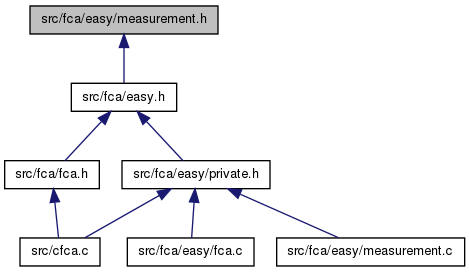 src/fca/easy/measurement.h
src/fca/easy.h
src/fca/fca.h
src/fca/easy/private.h
src/cfca.c
src/fca/easy/fca.c
src/fca/easy/measurement.c